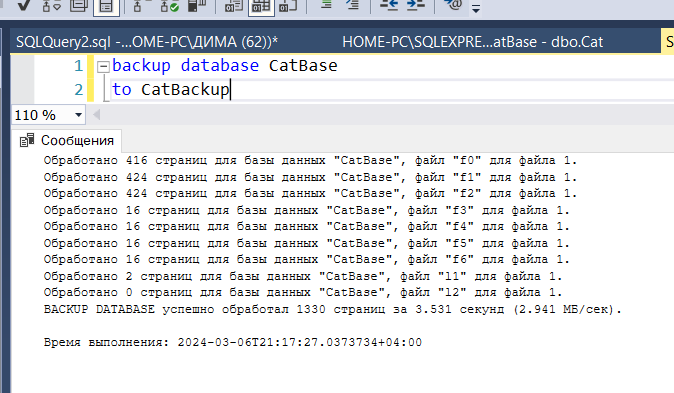 SQLQuery2.sql -...OME-PC\ДИМА (62))*
HOME-PC\SQLEXPRE...atBase - dbo.Cat
S
1 backup database CatBase
2 to CatBackup
110 %
Сообщения
Обработано 416 страниц для базы данных "CatBase", файл "f0" для файла 1.
Обработано 424 страниц для базы данных "CatBase", файл "f1" для файла 1.
Обработано 424 страниц для базы данных "CatBase", файл "f2" для файла 1.
Обработано 16 страниц для базы данных "CatBase", файл "f3" для файла 1.
Обработано 16 страниц для базы данных "CatBase", файл "f4" для файла 1.
Обработано 16 страниц для базы данных "CatBase", файл "f5" для файла 1.
Обработано 16 страниц для базы данных "CatBase", файл "f6" для файла 1.
Обработано 2 страниц для базы данных "CatBase", файл "l1" для файла 1.
Обработано 0 страниц для базы данных "CatBase", файл "l2" для файла 1.
BACKUP DATABASE успешно обработал 1330 страниц за 3.531 секунд (2.941 МБ/сек).
Время выполнения: 2024-03-06T21:17:27.0373734+04:00